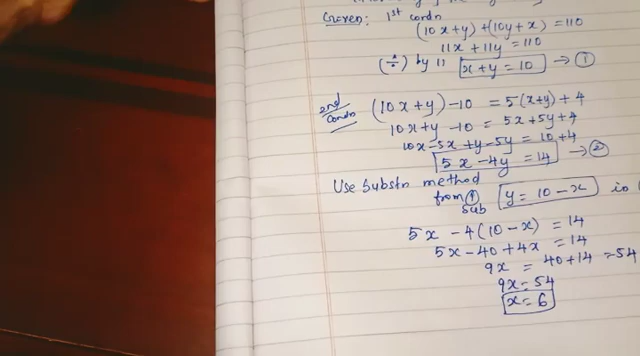 Given: 1st condn
(10x+y)+(10y+x) = 110
11x + 11y = 110
(÷) by 11 x+y = 10 → ①
2nd condn (10x+y) -10 = 5(x+y) + 4
10x+y -10 = 5x+5y+4
10x-5x +y-5y = 10+4
5x -4y = 14 → ②
Use Substn method
from ① y = 10 - x in
sub
5x - 4(10-x) = 14
5x -40 +4x = 14
9x = 40+14 = 54
9x = 54
x = 6